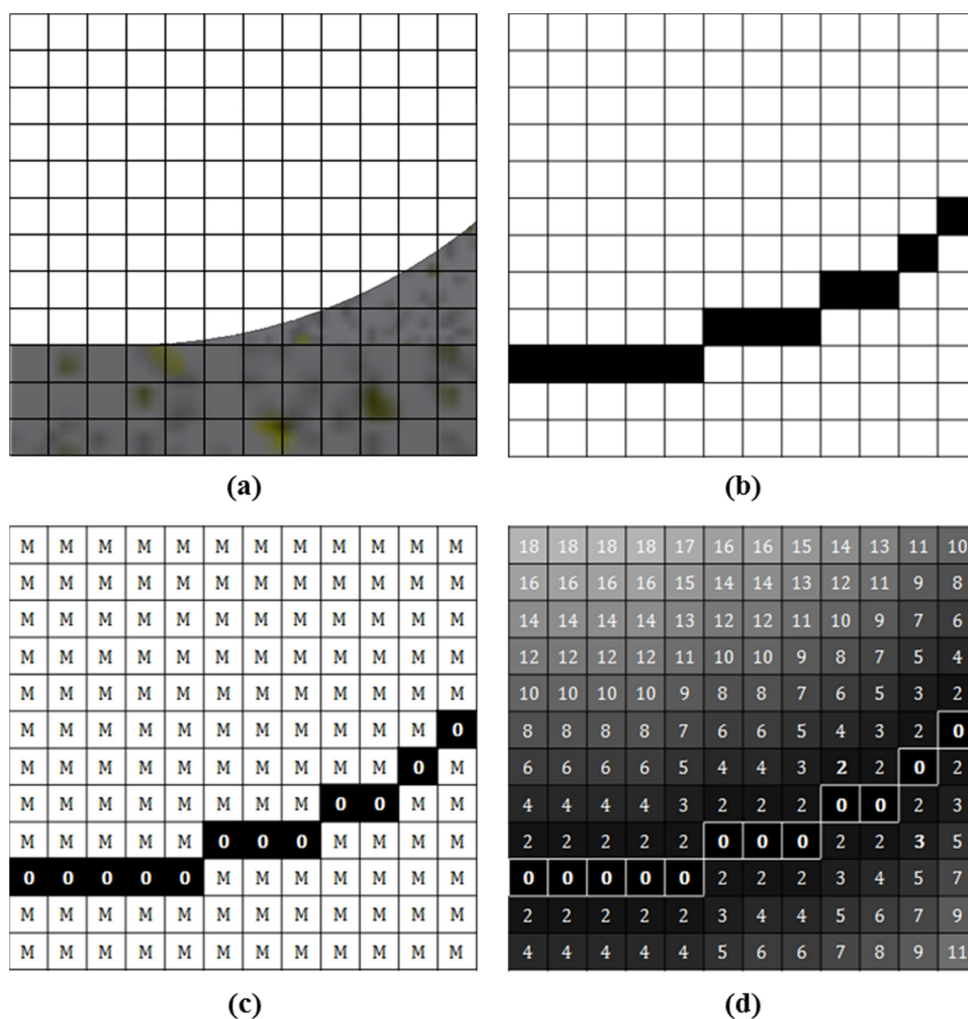 (a)
(b)
M M M M M M M M M M M M
M M M M M M M M M M M M
M M M M M M M M M M M M
M M M M M M M M M M M M
M M M M M M M M M M M M
M M M M M M M M M M M 0
M M M M M M M M M M 0 M
M M M M M M M M 0 0 M M
M M M M M 0 0 0 M M M M
0 0 0 0 0 M M M M M M M
M M M M M M M M M M M M
M M M M M M M M M M M M
(c)
18 18 18 18 17 16 16 15 14 13 11 10
16 16 16 16 15 14 14 13 12 11 9 8
14 14 14 14 13 12 12 11 10 9 7 6
12 12 12 12 11 10 10 9 8 7 5 4
10 10 10 10 9 8 8 7 6 5 3 2
8 8 8 8 7 6 6 5 4 3 2 0
6 6 6 6 5 4 4 3 2 2 0 2
4 4 4 4 3 2 2 2 0 0 2 3
2 2 2 2 2 0 0 0 2 2 3 5
0 0 0 0 0 2 2 2 3 4 5 7
2 2 2 2 2 3 4 4 5 6 7 9
4 4 4 4 4 5 6 6 7 8 9 11
(d)